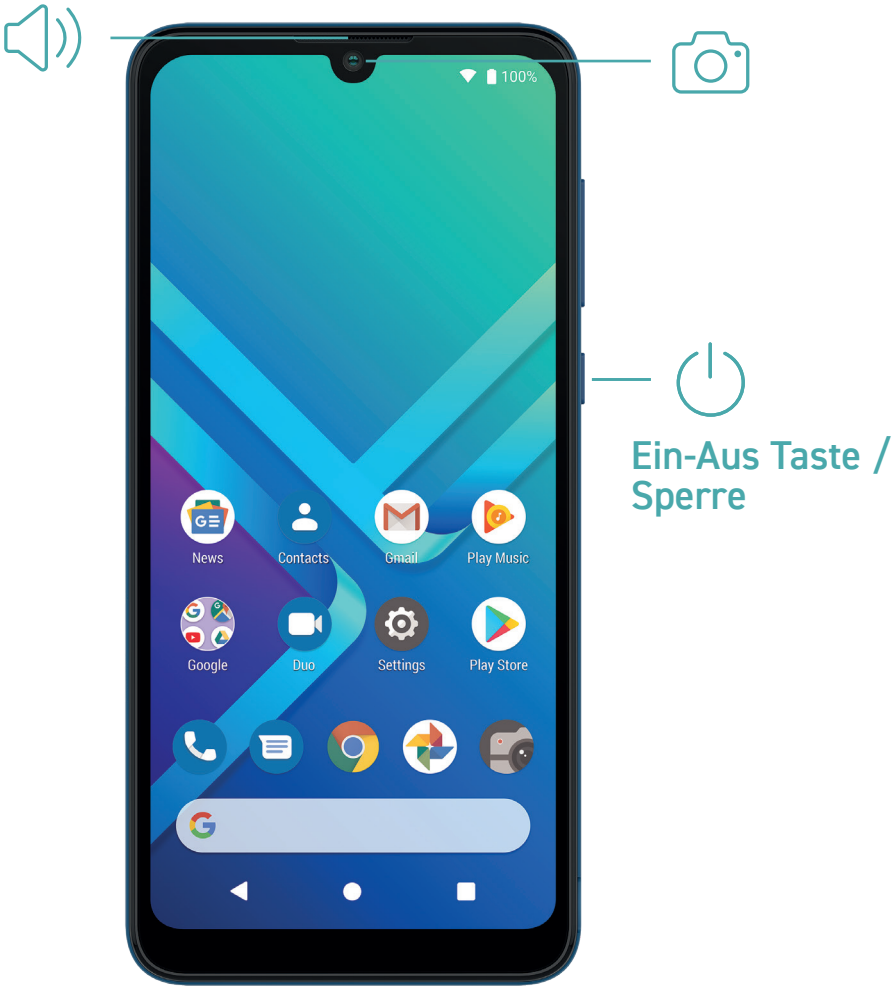 100%
Ein-Aus Taste /
Sperre
News Contacts Gmail Play Music
Google Duo Settings Play Store